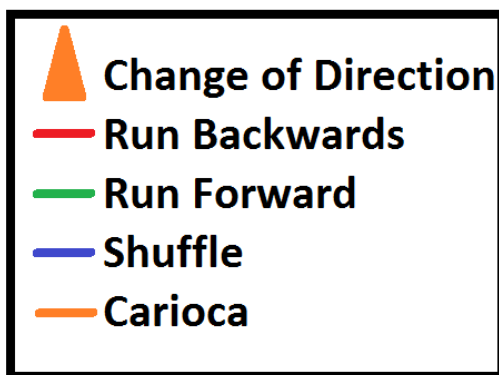 Change of Direction
Run Backwards
Run Forward
Shuffle
Carioca